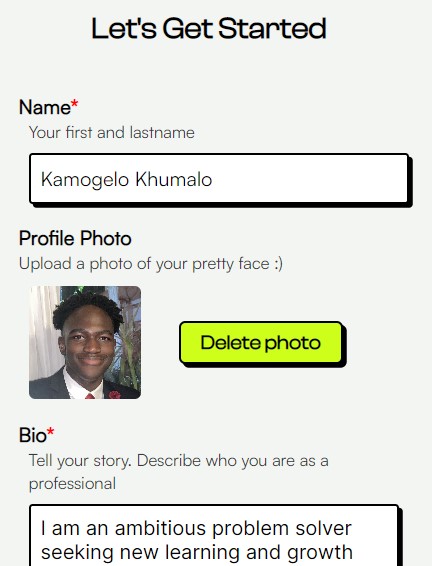 Let's Get Started
Name*
Your first and lastname
Kamogelo Khumalo
Profile Photo
Upload a photo of your pretty face :)
Delete photo
Bio*
Tell your story. Describe who you are as a
professional
I am an ambitious problem solver
seeking new learning and growth